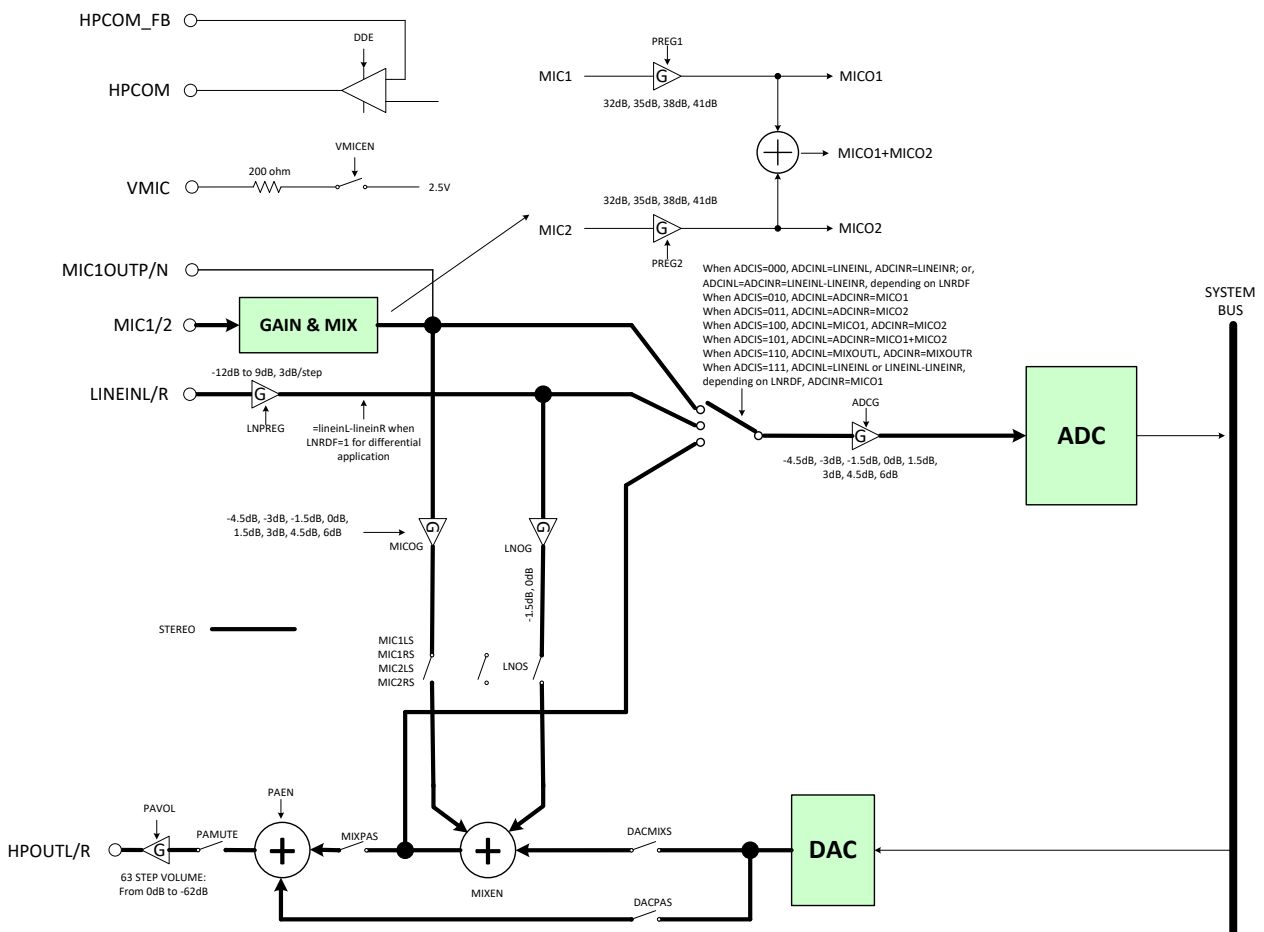 HPCOM_FB
DDE
HPCOM
PREG1
MIC1
G
MICO1
32dB, 35dB, 38dB, 41dB
MICO1+MICO2
VMICEN
200 ohm
VMIC
2.5V
32dB, 35dB, 38dB, 41dB
MIC2
G
MICO2
PREG2
MIC1OUTP/N
When ADCIS=000, ADCINL=LINEINL, ADCINR=LINEINR; or,
ADCINL=ADCINR=LINEINL-LINEINR, depending on LNRDF
When ADCIS=010, ADCINL=ADCINR=MICO1
When ADCIS=011, ADCINL=ADCINR=MICO2
When ADCIS=100, ADCINL=MICO1, ADCINR=MICO2
When ADCIS=101, ADCINL=ADCINR=MICO1+MICO2
When ADCIS=110, ADCINL=MIXOUTL, ADCINR=MIXOUTR
When ADCIS=111, ADCINL=LINEINL or LINEINL-LINEINR,
depending on LNRDF, ADCINR=MICO1
SYSTEM
BUS
MIC1/2
GAIN & MIX
-12dB to 9dB, 3dB/step
LINEINL/R
G
LNPREG
=lineinL-lineinR when
LNRDF=1 for differential
application
ADCG
G
-4.5dB, -3dB, -1.5dB, 0dB, 1.5dB,
3dB, 4.5dB, 6dB
ADC
-4.5dB, -3dB, -1.5dB, 0dB,
1.5dB, 3dB, 4.5dB, 6dB
G
MICOG
G
LNOG
-1.5dB, 0dB
STEREO
MIC1LS
MIC1RS
MIC2LS
MIC2RS
LNOS
PAVOL
PAEN
HPOUTL/R
G
PAMUTE
MIXPAS
DACMIXS
DAC
63 STEP VOLUME:
From 0dB to -62dB
MIXEN
DACPAS